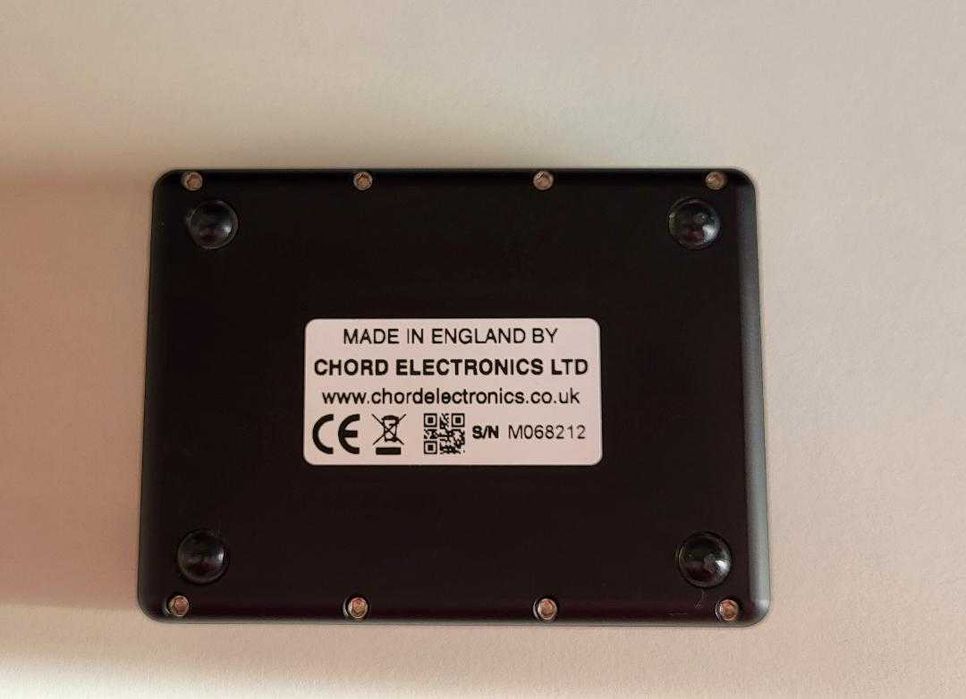 MADE IN ENGLAND BY
CHORD ELECTRONICS LTD
www.chordelectronics.co.uk
CE S/N M068212